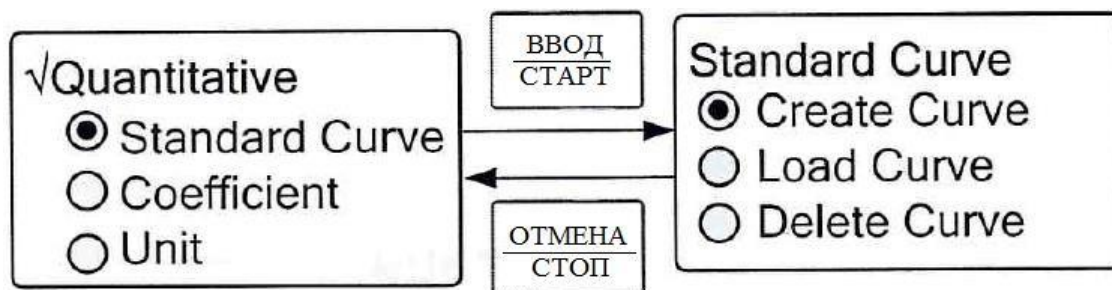 √Quantitative
Standard Curve
Coefficient
Unit
ВВОД
СТАРТ
ОТМЕНА
СТОП
Standard Curve
Create Curve
Load Curve
Delete Curve